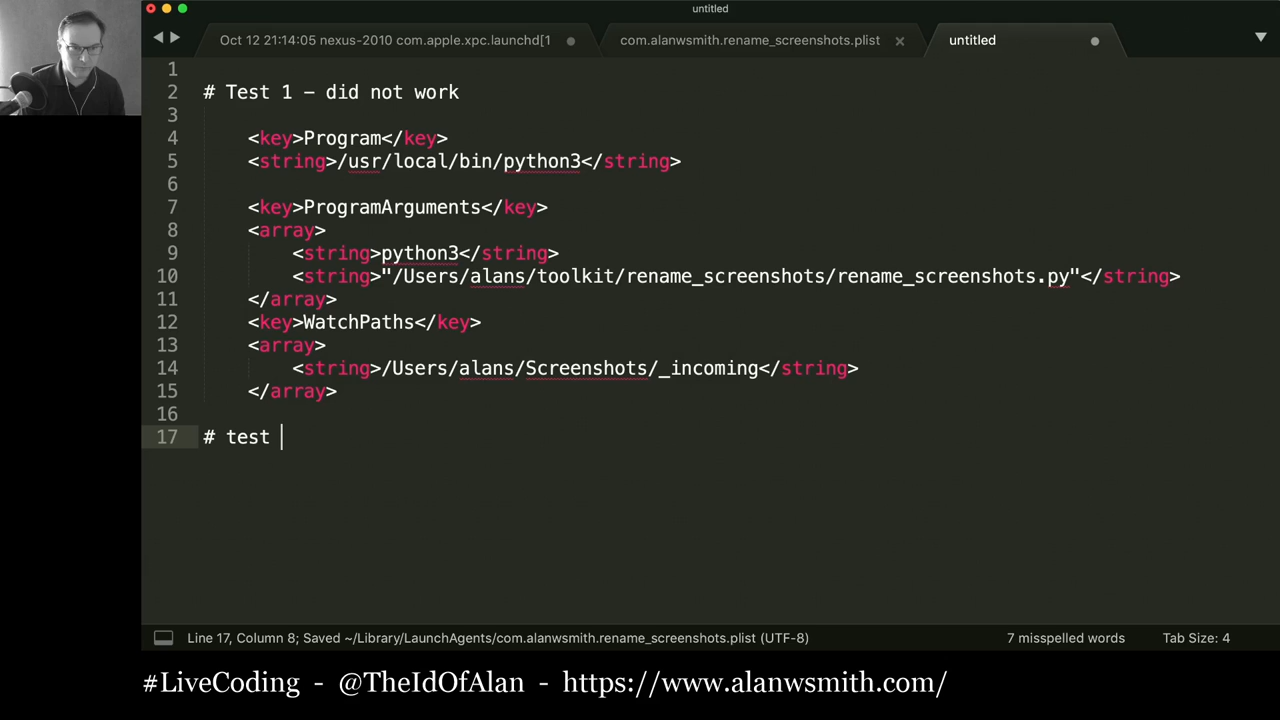 untitled
Oct 12 21:14:05 nexus-2010 com.apple.xpc.launchd[1
com.alanwsmith.rename_screenshots.plist
untitled
1
2 # Test 1 – did not work
3
4 <key>Program</key>
5 <string>/usr/local/bin/python3</string>
6
7 <key>ProgramArguments</key>
8 <array>
9 <string>python3</string>
10 <string>"/Users/alans/toolkit/rename_screenshots/rename_screenshots.py"</string>
11 </array>
12 <key>WatchPaths</key>
13 <array>
14 <string>/Users/alans/Screenshots/_incoming</string>
15 </array>
16
17 # test
Line 17, Column 8; Saved ~/Library/LaunchAgents/com.alanwsmith.rename_screenshots.plist (UTF-8)
7 misspelled words
Tab Size: 4
#LiveCoding - @TheIdOfAlan - https://www.alanwsmith.com/